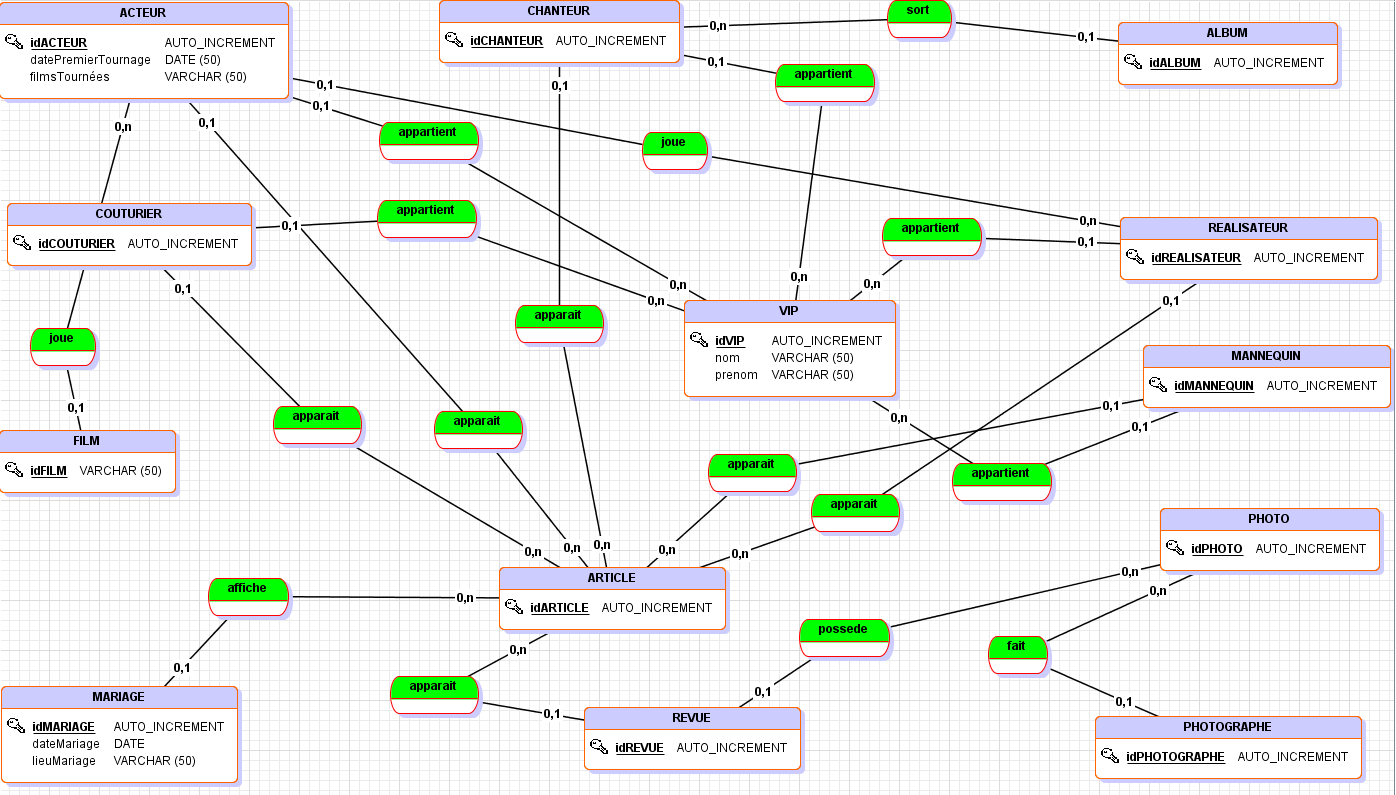 ACTEUR
idACTEUR AUTO_INCREMENT
datePremierTournage DATE (50)
filmsTournées VARCHAR (50)
CHANTEUR
idCHANTEUR AUTO_INCREMENT
0,n
sort
0,1
ALBUM
idALBUM AUTO_INCREMENT
0,1
appartient
0,1
0,1
0,1
0,n
0,1
appartient
joue
COUTURIER
idCOUTURIER AUTO_INCREMENT
0,1
appartient
appartient
0,n
0,1
REALISATEUR
idREALISATEUR AUTO_INCREMENT
0,n
0,n
0,n
0,n
0,1
0,1
VIP
idVIP AUTO_INCREMENT
nom VARCHAR (50)
prenom VARCHAR (50)
apparait
joue
MANNEQUIN
idMANNEQUIN AUTO_INCREMENT
0,1
0,1
0,n
0,1
apparait
apparait
FILM
idFILM VARCHAR (50)
apparait
appartient
apparait
0,n
0,n
0,n
0,n
0,n
PHOTO
idPHOTO AUTO_INCREMENT
0,n
0,n
ARTICLE
idARTICLE AUTO_INCREMENT
affiche
0,n
possede
fait
0,n
0,1
apparait
0,1
0,1
0,1
MARIAGE
idMARIAGE AUTO_INCREMENT
dateMariage DATE
lieuMariage VARCHAR (50)
REVUE
idREVUE AUTO_INCREMENT
PHOTOGRAPHE
idPHOTOGRAPHE AUTO_INCREMENT